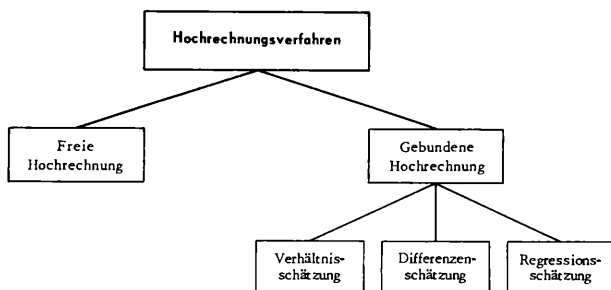 Hochrechnungsverfahren
Freie
Hochrechnung
Gebundene
Hochrechnung
Verhältnis-
schätzung
Differenzen-
schätzung
Regressions-
schätzung